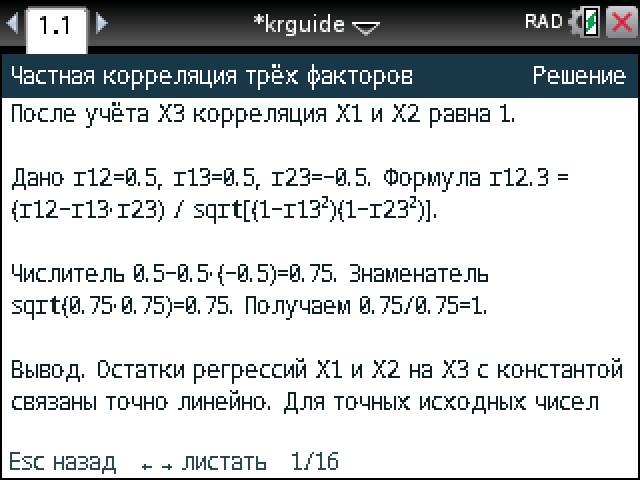 1.1 *krguide RAD
Частная корреляция трёх факторов Решение
После учёта X3 корреляция X1 и X2 равна 1.
Дано r12=0.5, r13=0.5, r23=-0.5. Формула r12.3 =
(r12-r13·r23) / sqrt[(1-r13²)(1-r23²)].
Числитель 0.5-0.5·(-0.5)=0.75. Знаменатель
sqrt(0.75·0.75)=0.75. Получаем 0.75/0.75=1.
Вывод. Остатки регрессий X1 и X2 на X3 с константой
связаны точно линейно. Для точных исходных чисел
Esc назад ← → листать 1/16